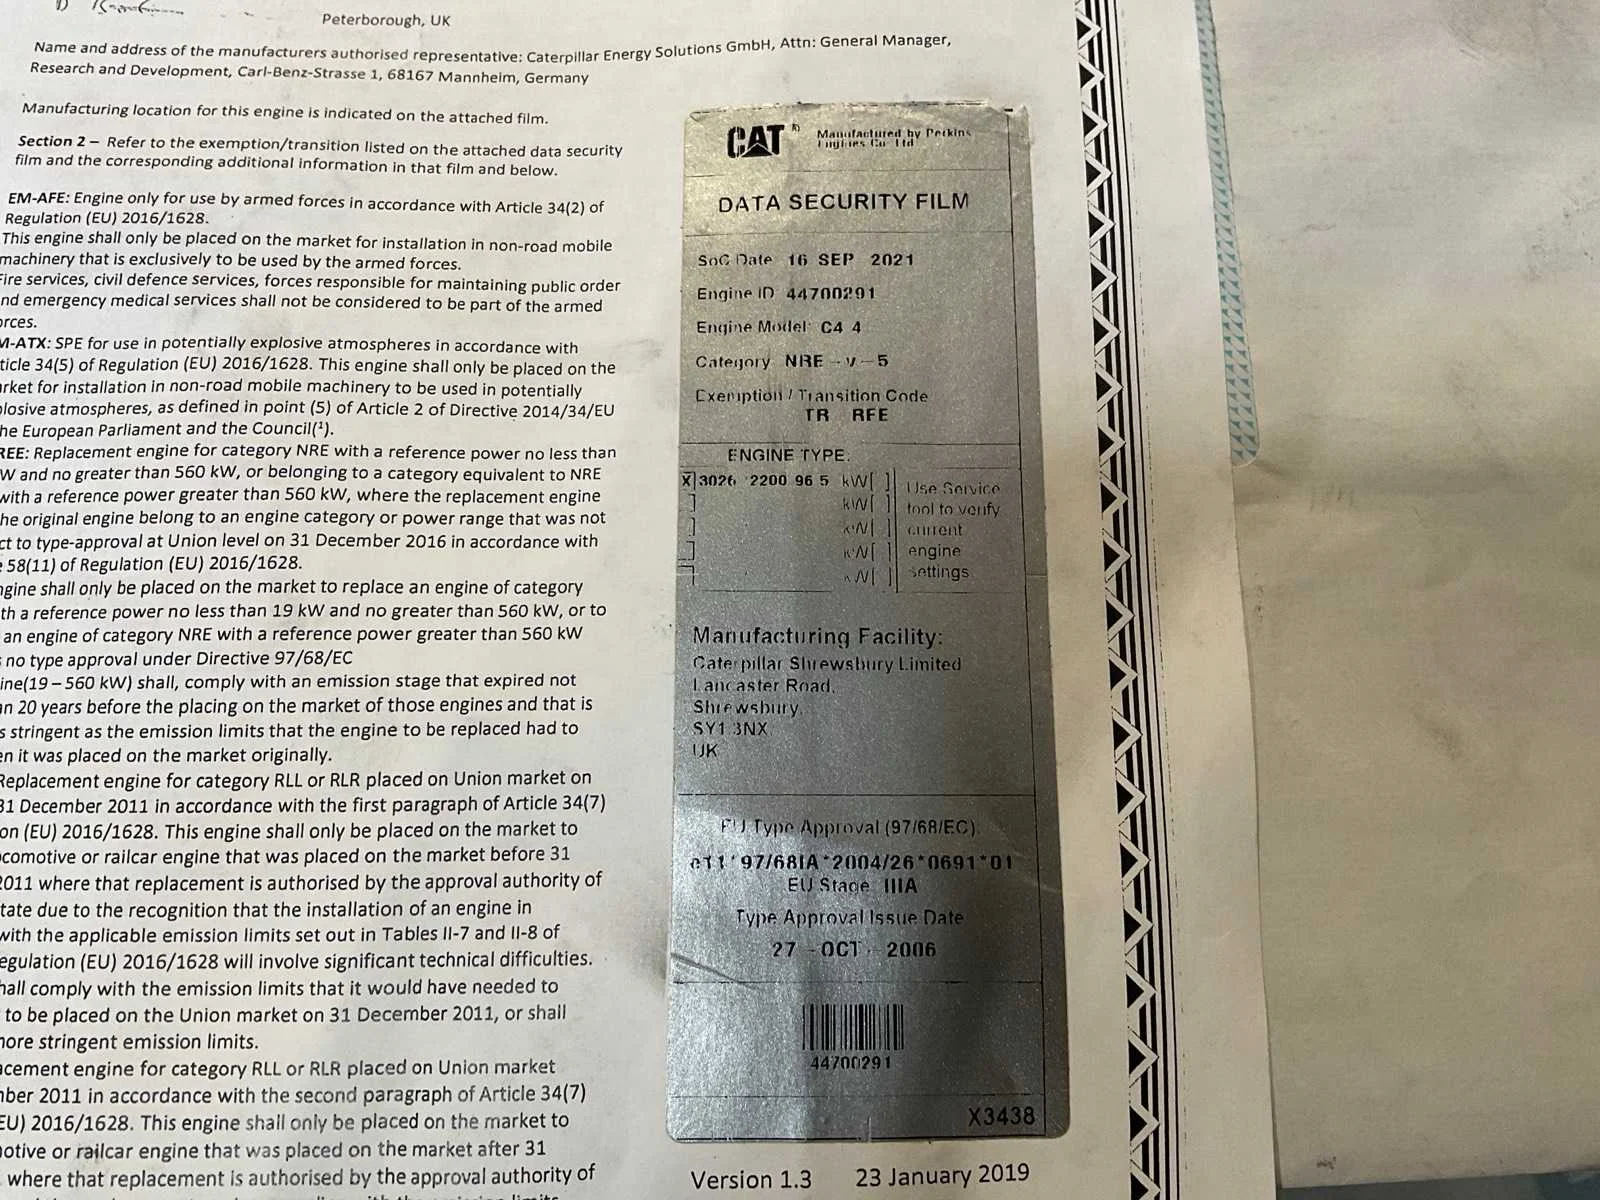 Peterborough, UK
Name and address of the manufacturers authorised representative: Caterpillar Energy Solutions GmbH, Attn: General Manager,
Research and Development, Carl-Benz-Strasse 1, 68167 Mannheim, Germany
Manufacturing location for this engine is indicated on the attached film.
Section 2 – Refer to the exemption/transition listed on the attached data security
film and the corresponding additional information in that film and below.
EM-AFE: Engine only for use by armed forces in accordance with Article 34(2) of
Regulation (EU) 2016/1628.
This engine shall only be placed on the market for installation in non-road mobile
machinery that is exclusively to be used by the armed forces.
Fire services, civil defence services, forces responsible for maintaining public order
nd emergency medical services shall not be considered to be part of the armed
orces.
M-ATX: SPE for use in potentially explosive atmospheres in accordance with
ticle 34(5) of Regulation (EU) 2016/1628. This engine shall only be placed on the
rket for installation in non-road mobile machinery to be used in potentially
plosive atmospheres, as defined in point (5) of Article 2 of Directive 2014/34/EU
he European Parliament and the Council(¹).
REE: Replacement engine for category NRE with a reference power no less than
W and no greater than 560 kW, or belonging to a category equivalent to NRE
with a reference power greater than 560 kW, where the replacement engine
he original engine belong to an engine category or power range that was not
ct to type-approval at Union level on 31 December 2016 in accordance with
e 58(11) of Regulation (EU) 2016/1628.
ngine shall only be placed on the market to replace an engine of category
th a reference power no less than 19 kW and no greater than 560 kW, or to
an engine of category NRE with a reference power greater than 560 kW
s no type approval under Directive 97/68/EC
ine(19 – 560 kW) shall, comply with an emission stage that expired not
an 20 years before the placing on the market of those engines and that is
s stringent as the emission limits that the engine to be replaced had to
en it was placed on the market originally.
Replacement engine for category RLL or RLR placed on Union market on
31 December 2011 in accordance with the first paragraph of Article 34(7)
on (EU) 2016/1628. This engine shall only be placed on the market to
ocomotive or railcar engine that was placed on the market before 31
2011 where that replacement is authorised by the approval authority of
tate due to the recognition that the installation of an engine in
with the applicable emission limits set out in Tables II-7 and II-8 of
egulation (EU) 2016/1628 will involve significant technical difficulties.
hall comply with the emission limits that it would have needed to
to be placed on the Union market on 31 December 2011, or shall
more stringent emission limits.
acement engine for category RLL or RLR placed on Union market
nber 2011 in accordance with the second paragraph of Article 34(7)
EU) 2016/1628. This engine shall only be placed on the market to
otive or railcar engine that was placed on the market after 31
where that replacement is authorised by the approval authority of
CAT ® Manufactured by Perkins
Engines Co Ltd
DATA SECURITY FILM
SoC Date 16 SEP 2021
Engine ID 44700291
Engine Model: C4 4
Category NRE - v - 5
Exemption / Transition Code
TR RFE
ENGINE TYPE:
[X] 3026 2200 96 5 kW[ ] Use Service
] kW[ ] tool to verify
] kW[ ] current
] kW[ ] engine
] kW[ ] settings
Manufacturing Facility:
Caterpillar Shrewsbury Limited
Lancaster Road,
Shrewsbury,
SY1 3NX,
UK
EU Type Approval (97/68/EC):
e11*97/68IA*2004/26*0691*01
EU Stage IIIA
Type Approval Issue Date
27 - OCT - 2006
44700291
X3438
Version 1.3 23 January 2019